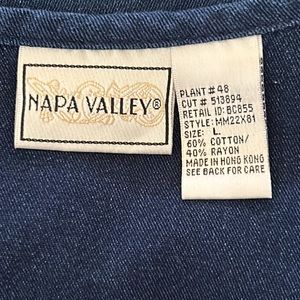 NAPA VALLEY®
PLANT # 48
CUT # 513894
RETAIL ID: BC855
STYLE: MM22X81
SIZE: L
60% COTTON/
40% RAYON
MADE IN HONG KONG
SEE BACK FOR CARE